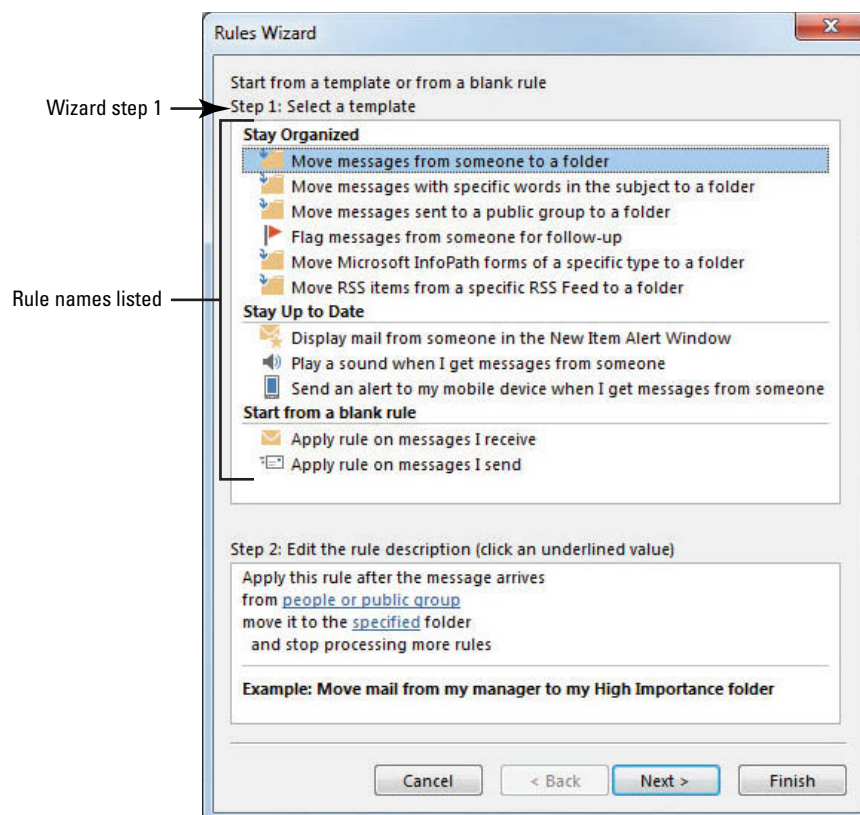 Rules Wizard
X
Start from a template or from a blank rule
Wizard step 1
Step 1: Select a template
Stay Organized
Move messages from someone to a folder
Move messages with specific words in the subject to a folder
Move messages sent to a public group to a folder
Flag messages from someone for follow-up
Move Microsoft InfoPath forms of a specific type to a folder
Move RSS items from a specific RSS Feed to a folder
Rule names listed
Stay Up to Date
Display mail from someone in the New Item Alert Window
Play a sound when I get messages from someone
Send an alert to my mobile device when I get messages from someone
Start from a blank rule
Apply rule on messages I receive
Apply rule on messages I send
Step 2: Edit the rule description (click an underlined value)
Apply this rule after the message arrives
from people or public group
move it to the specified folder
and stop processing more rules
Example: Move mail from my manager to my High Importance folder
Cancel
< Back
Next >
Finish